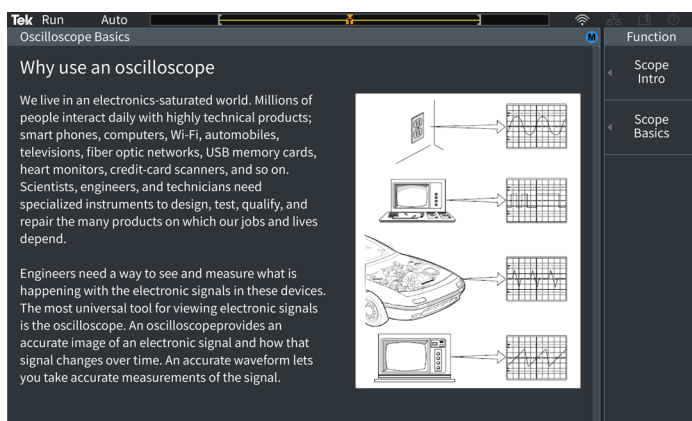 Tek Run Auto
Oscilloscope Basics
M
Function
Why use an oscilloscope
We live in an electronics-saturated world. Millions of
people interact daily with highly technical products;
smart phones, computers, Wi-Fi, automobiles,
televisions, fiber optic networks, USB memory cards,
heart monitors, credit-card scanners, and so on.
Scientists, engineers, and technicians need
specialized instruments to design, test, qualify, and
repair the many products on which our jobs and lives
depend.
Engineers need a way to see and measure what is
happening with the electronic signals in these devices.
The most universal tool for viewing electronic signals
is the oscilloscope. An oscilloscopeprovides an
accurate image of an electronic signal and how that
signal changes over time. An accurate waveform lets
you take accurate measurements of the signal.
Scope
Intro
Scope
Basics